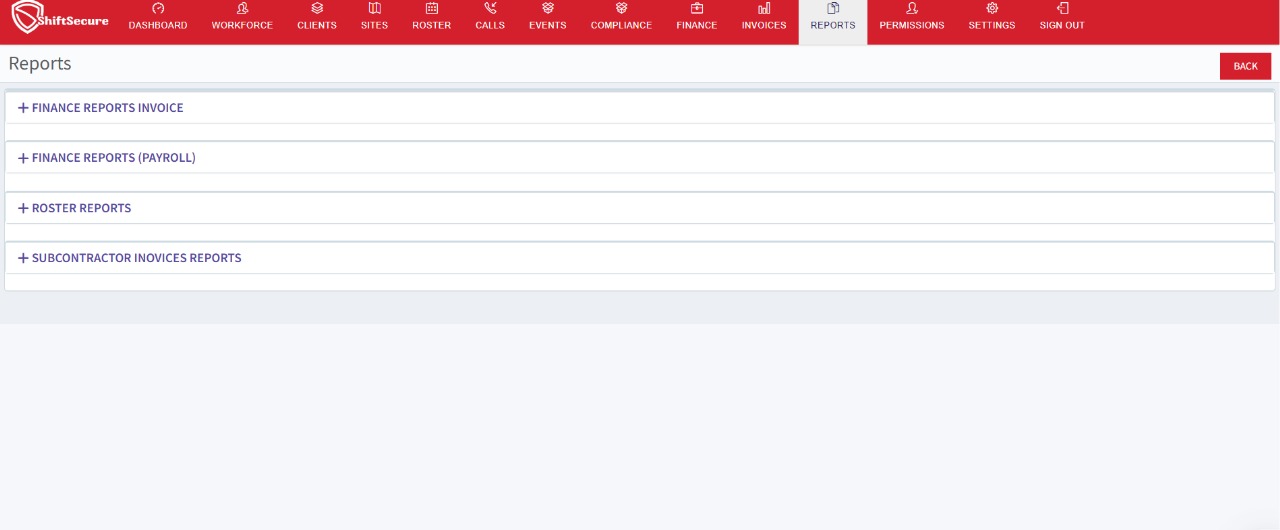 ShiftSecure
DASHBOARD WORKFORCE CLIENTS SITES ROSTER CALLS EVENTS COMPLIANCE FINANCE INVOICES REPORTS PERMISSIONS SETTINGS SIGN OUT
Reports
BACK
+ FINANCE REPORTS INVOICE
+ FINANCE REPORTS (PAYROLL)
+ ROSTER REPORTS
+ SUBCONTRACTOR INOVICES REPORTS